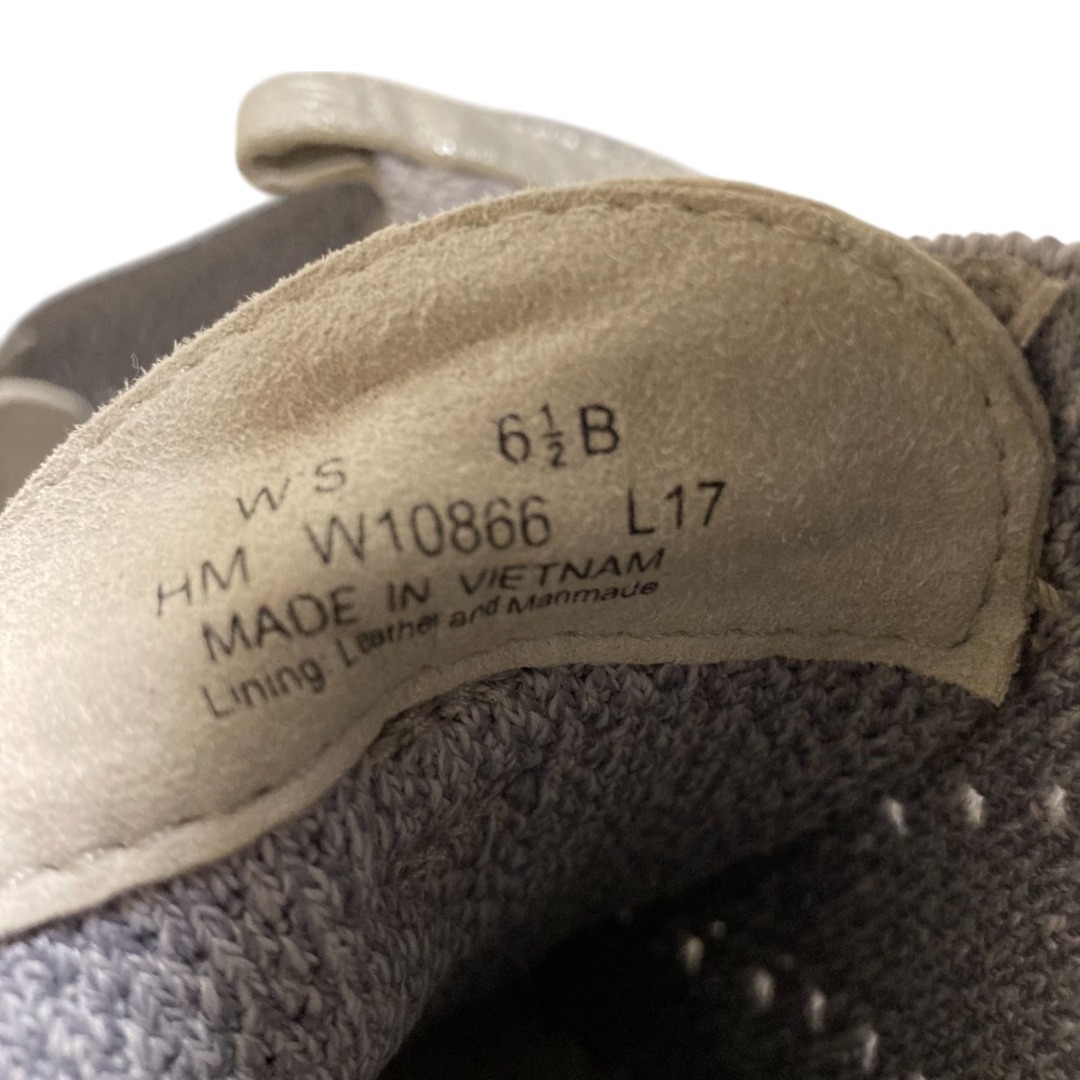 W S 6½B
HM W10866 L17
MADE IN VIETNAM
Lining: Leather and Manmade